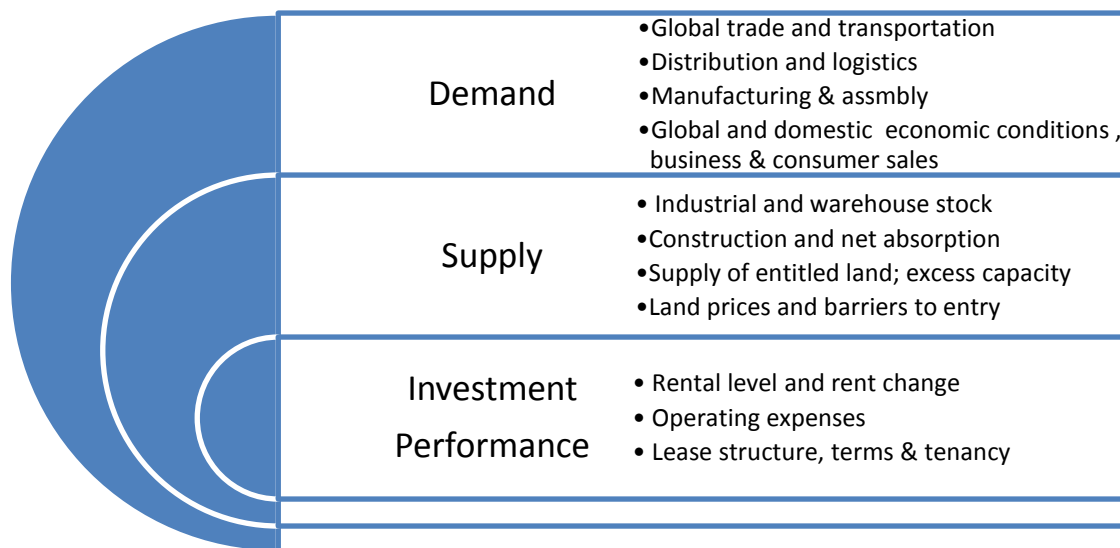 Demand
•Global trade and transportation
•Distribution and logistics
•Manufacturing & assmbly
•Global and domestic  economic conditions ,
business & consumer sales
Supply
• Industrial and warehouse stock
•Construction and net absorption
•Supply of entitled land; excess capacity
•Land prices and barriers to entry
Investment
Performance
• Rental level and rent change
• Operating expenses
• Lease structure, terms & tenancy